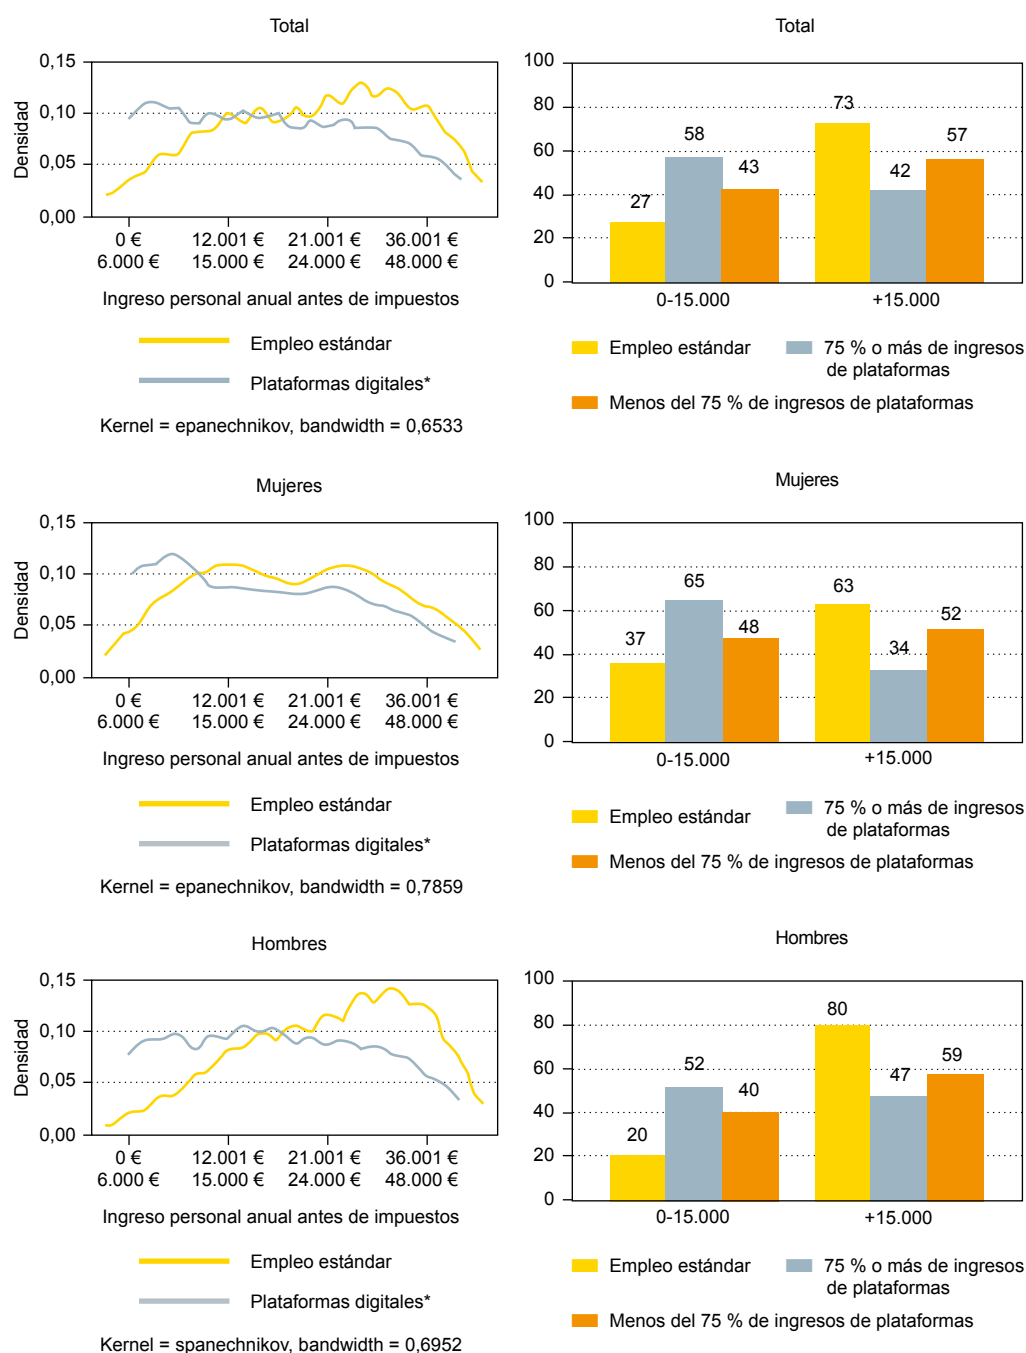 Total
0,15
0,10
0,05
0,00
Densidad
0 € 12.001 € 21.001 € 36.001 €
6.000 € 15.000 € 24.000 € 48.000 €
Ingreso personal anual antes de impuestos
Empleo estándar
Plataformas digitales*
Kernel = epanechnikov, bandwidth = 0,6533
Total
100
80
60
40
20
0
27 58 43 73 42 57
0-15.000 +15.000
Empleo estándar 75 % o más de ingresos
de plataformas
Menos del 75 % de ingresos de plataformas
Mujeres
0,15
0,10
0,05
0,00
Densidad
0 € 12.001 € 21.001 € 36.001 €
6.000 € 15.000 € 24.000 € 48.000 €
Ingreso personal anual antes de impuestos
Empleo estándar
Plataformas digitales*
Kernel = epanechnikov, bandwidth = 0,7859
Mujeres
100
80
60
40
20
0
37 65 48 63 34 52
0-15.000 +15.000
Empleo estándar 75 % o más de ingresos
de plataformas
Menos del 75 % de ingresos de plataformas
Hombres
0,15
0,10
0,05
0,00
Densidad
0 € 12.001 € 21.001 € 36.001 €
6.000 € 15.000 € 24.000 € 48.000 €
Ingreso personal anual antes de impuestos
Empleo estándar
Plataformas digitales*
Kernel = spanechnikov, bandwidth = 0,6952
Hombres
100
80
60
40
20
0
20 52 40 80 47 59
0-15.000 +15.000
Empleo estándar 75 % o más de ingresos
de plataformas
Menos del 75 % de ingresos de plataformas